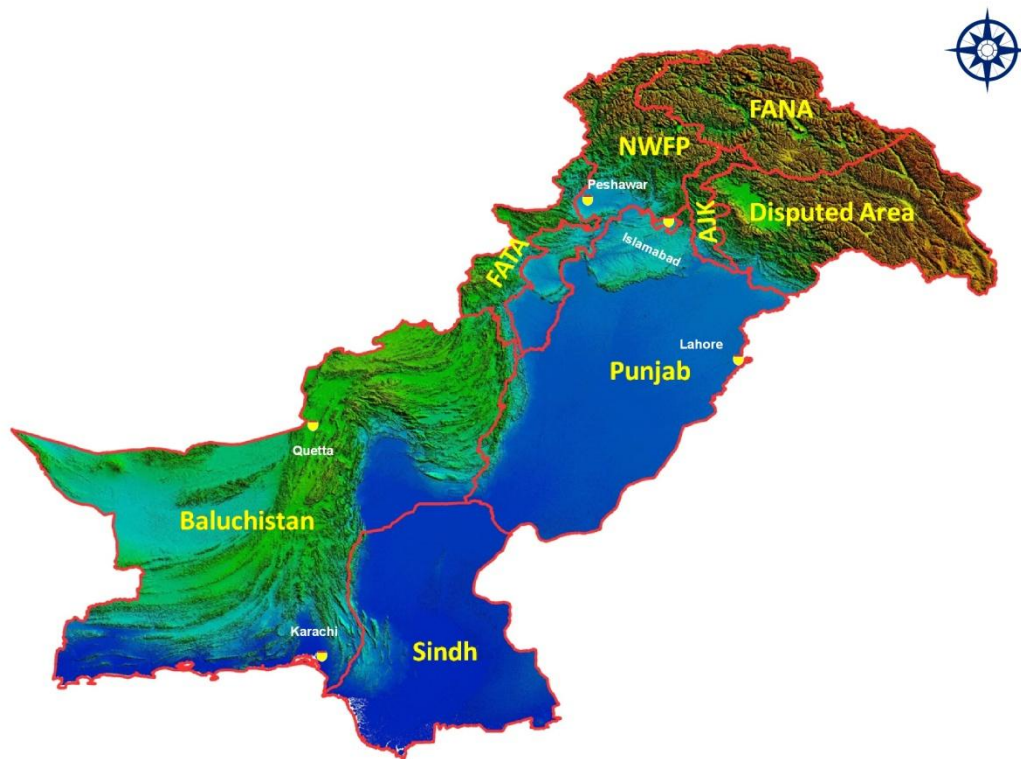 FANA
NWFP
Peshawar
Disputed Area
AJK
Islamabad
FATA
Lahore
Punjab
Quetta
Baluchistan
Karachi
Sindh